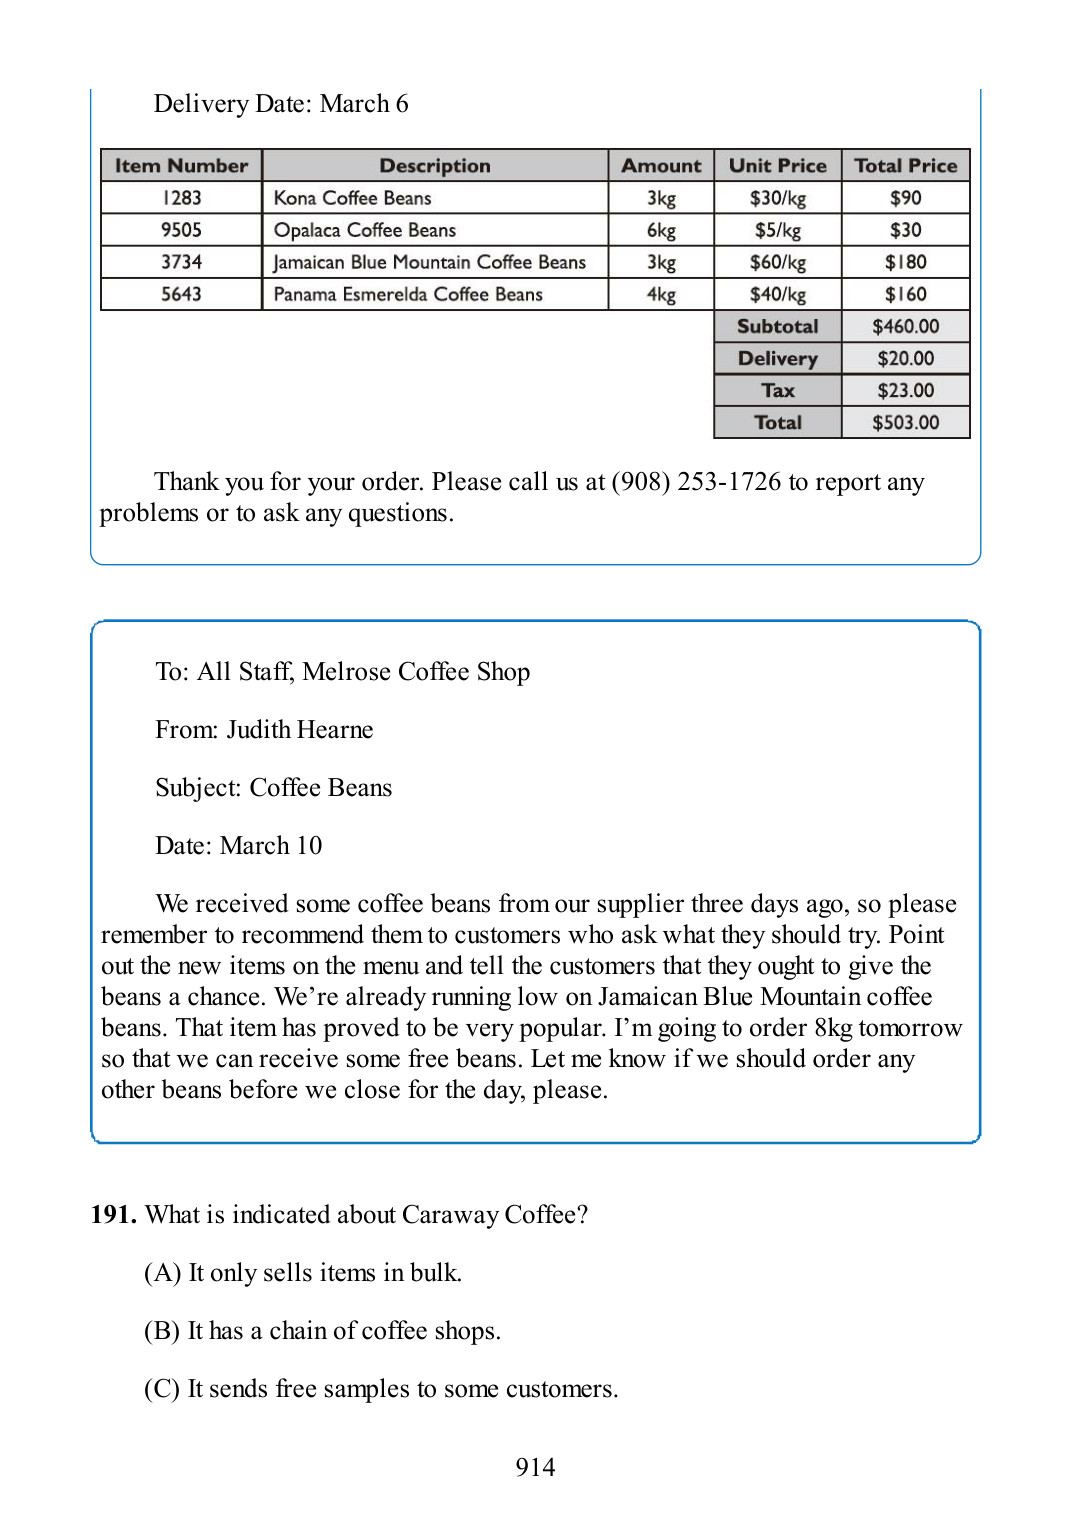 Delivery Date: March 6
Item Number Description Amount Unit Price Total Price
1283 Kona Coffee Beans 3kg $30/kg $90
9505 Opalaca Coffee Beans 6kg $5/kg $30
3734 Jamaican Blue Mountain Coffee Beans 3kg $60/kg $180
5643 Panama Esmerelda Coffee Beans 4kg $40/kg $160
Subtotal $460.00
Delivery $20.00
Tax $23.00
Total $503.00
Thank you for your order. Please call us at (908) 253-1726 to report any
problems or to ask any questions.
To: All Staff, Melrose Coffee Shop
From: Judith Hearne
Subject: Coffee Beans
Date: March 10
We received some coffee beans from our supplier three days ago, so please
remember to recommend them to customers who ask what they should try. Point
out the new items on the menu and tell the customers that they ought to give the
beans a chance. We’re already running low on Jamaican Blue Mountain coffee
beans. That item has proved to be very popular. I’m going to order 8kg tomorrow
so that we can receive some free beans. Let me know if we should order any
other beans before we close for the day, please.
191. What is indicated about Caraway Coffee?
(A) It only sells items in bulk.
(B) It has a chain of coffee shops.
(C) It sends free samples to some customers.
914